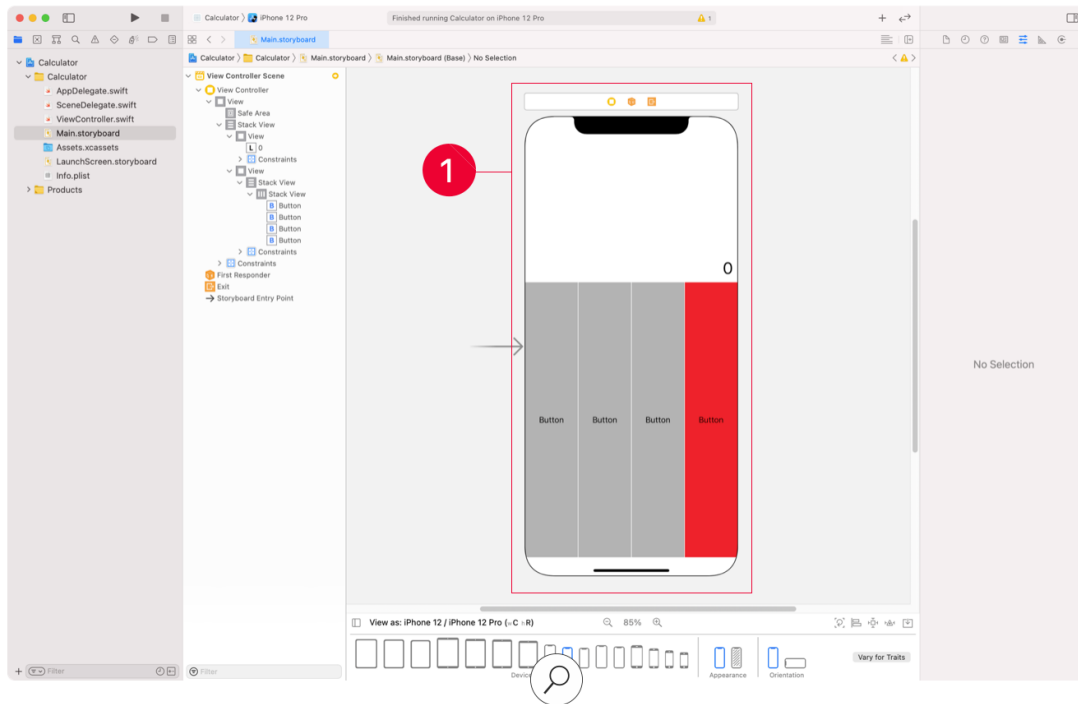 Calculator
iPhone 12 Pro
Finished running Calculator on iPhone 12 Pro
1
Main.storyboard
Calculator
Calculator
Main.storyboard
Main.storyboard (Base)
No Selection
Calculator
Calculator
AppDelegate.swift
SceneDelegate.swift
ViewController.swift
Main.storyboard
Assets.xcassets
LaunchScreen.storyboard
Info.plist
Products
Filter
View Controller Scene
View Controller
View
Safe Area
Stack View
View
L 0
Constraints
View
Stack View
Stack View
B Button
B Button
B Button
B Button
Constraints
Constraints
First Responder
Exit
Storyboard Entry Point
Filter
1
0
Button
Button
Button
Button
View as: iPhone 12 / iPhone 12 Pro (wC hR)
85%
Devic
Appearance
Orientation
Vary for Traits
No Selection